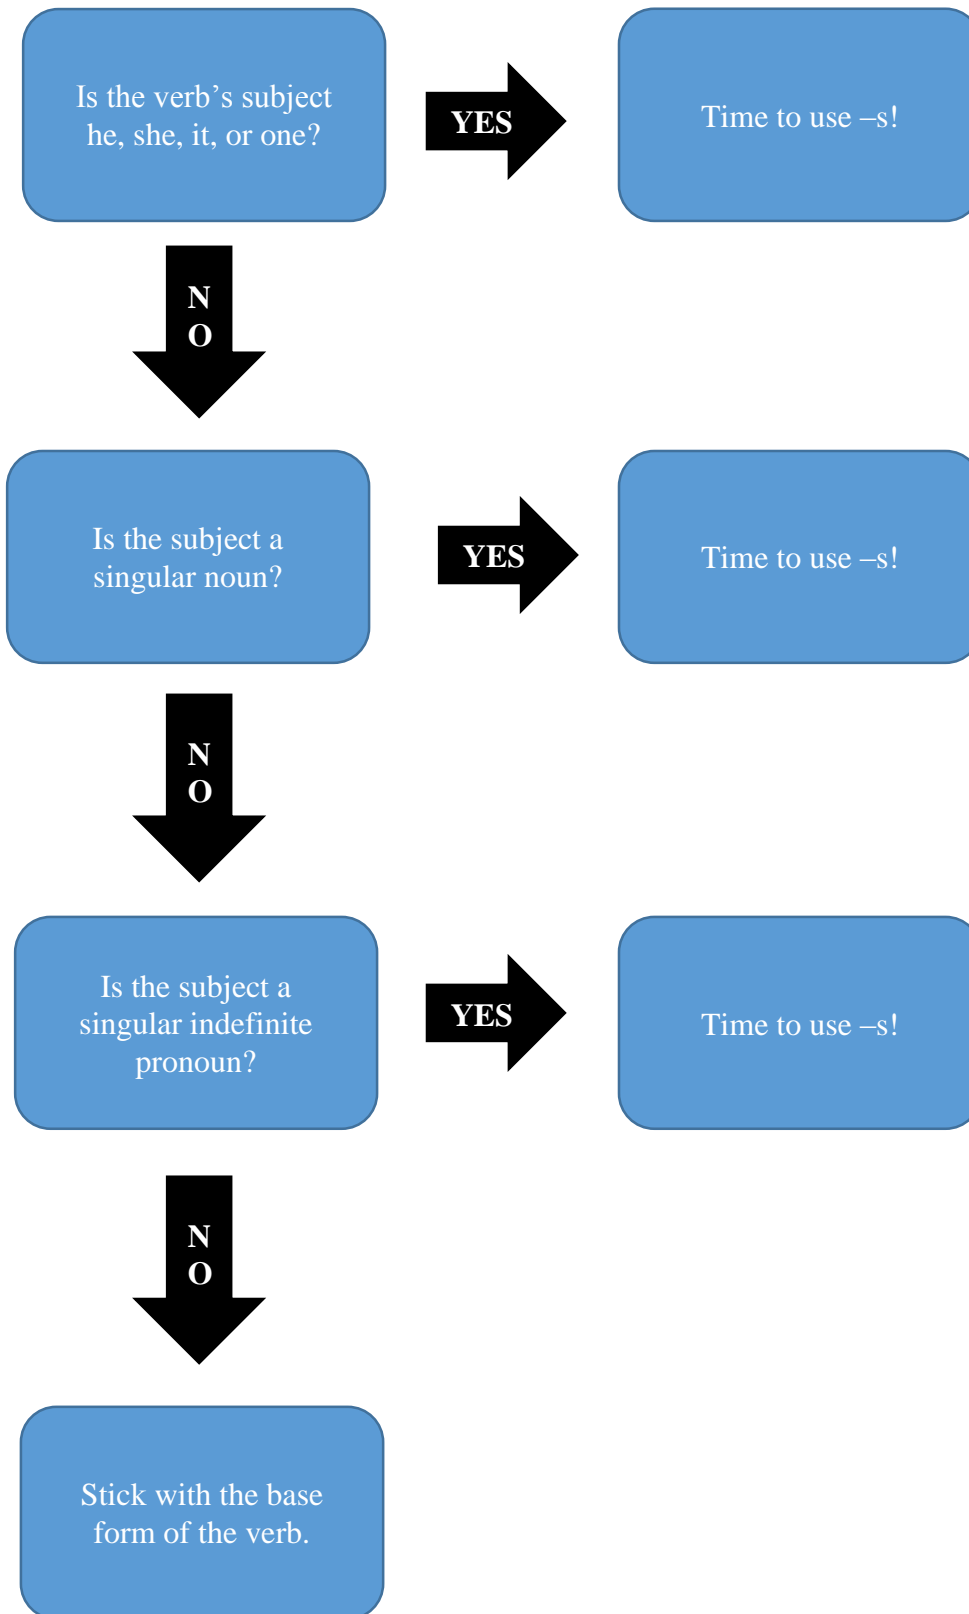 Is the verb’s subject
he, she, it, or one?
YES
Time to use –s!
N
O
Is the subject a
singular noun?
YES
Time to use –s!
N
O
Is the subject a
singular indefinite
pronoun?
YES
Time to use –s!
N
O
Stick with the base
form of the verb.